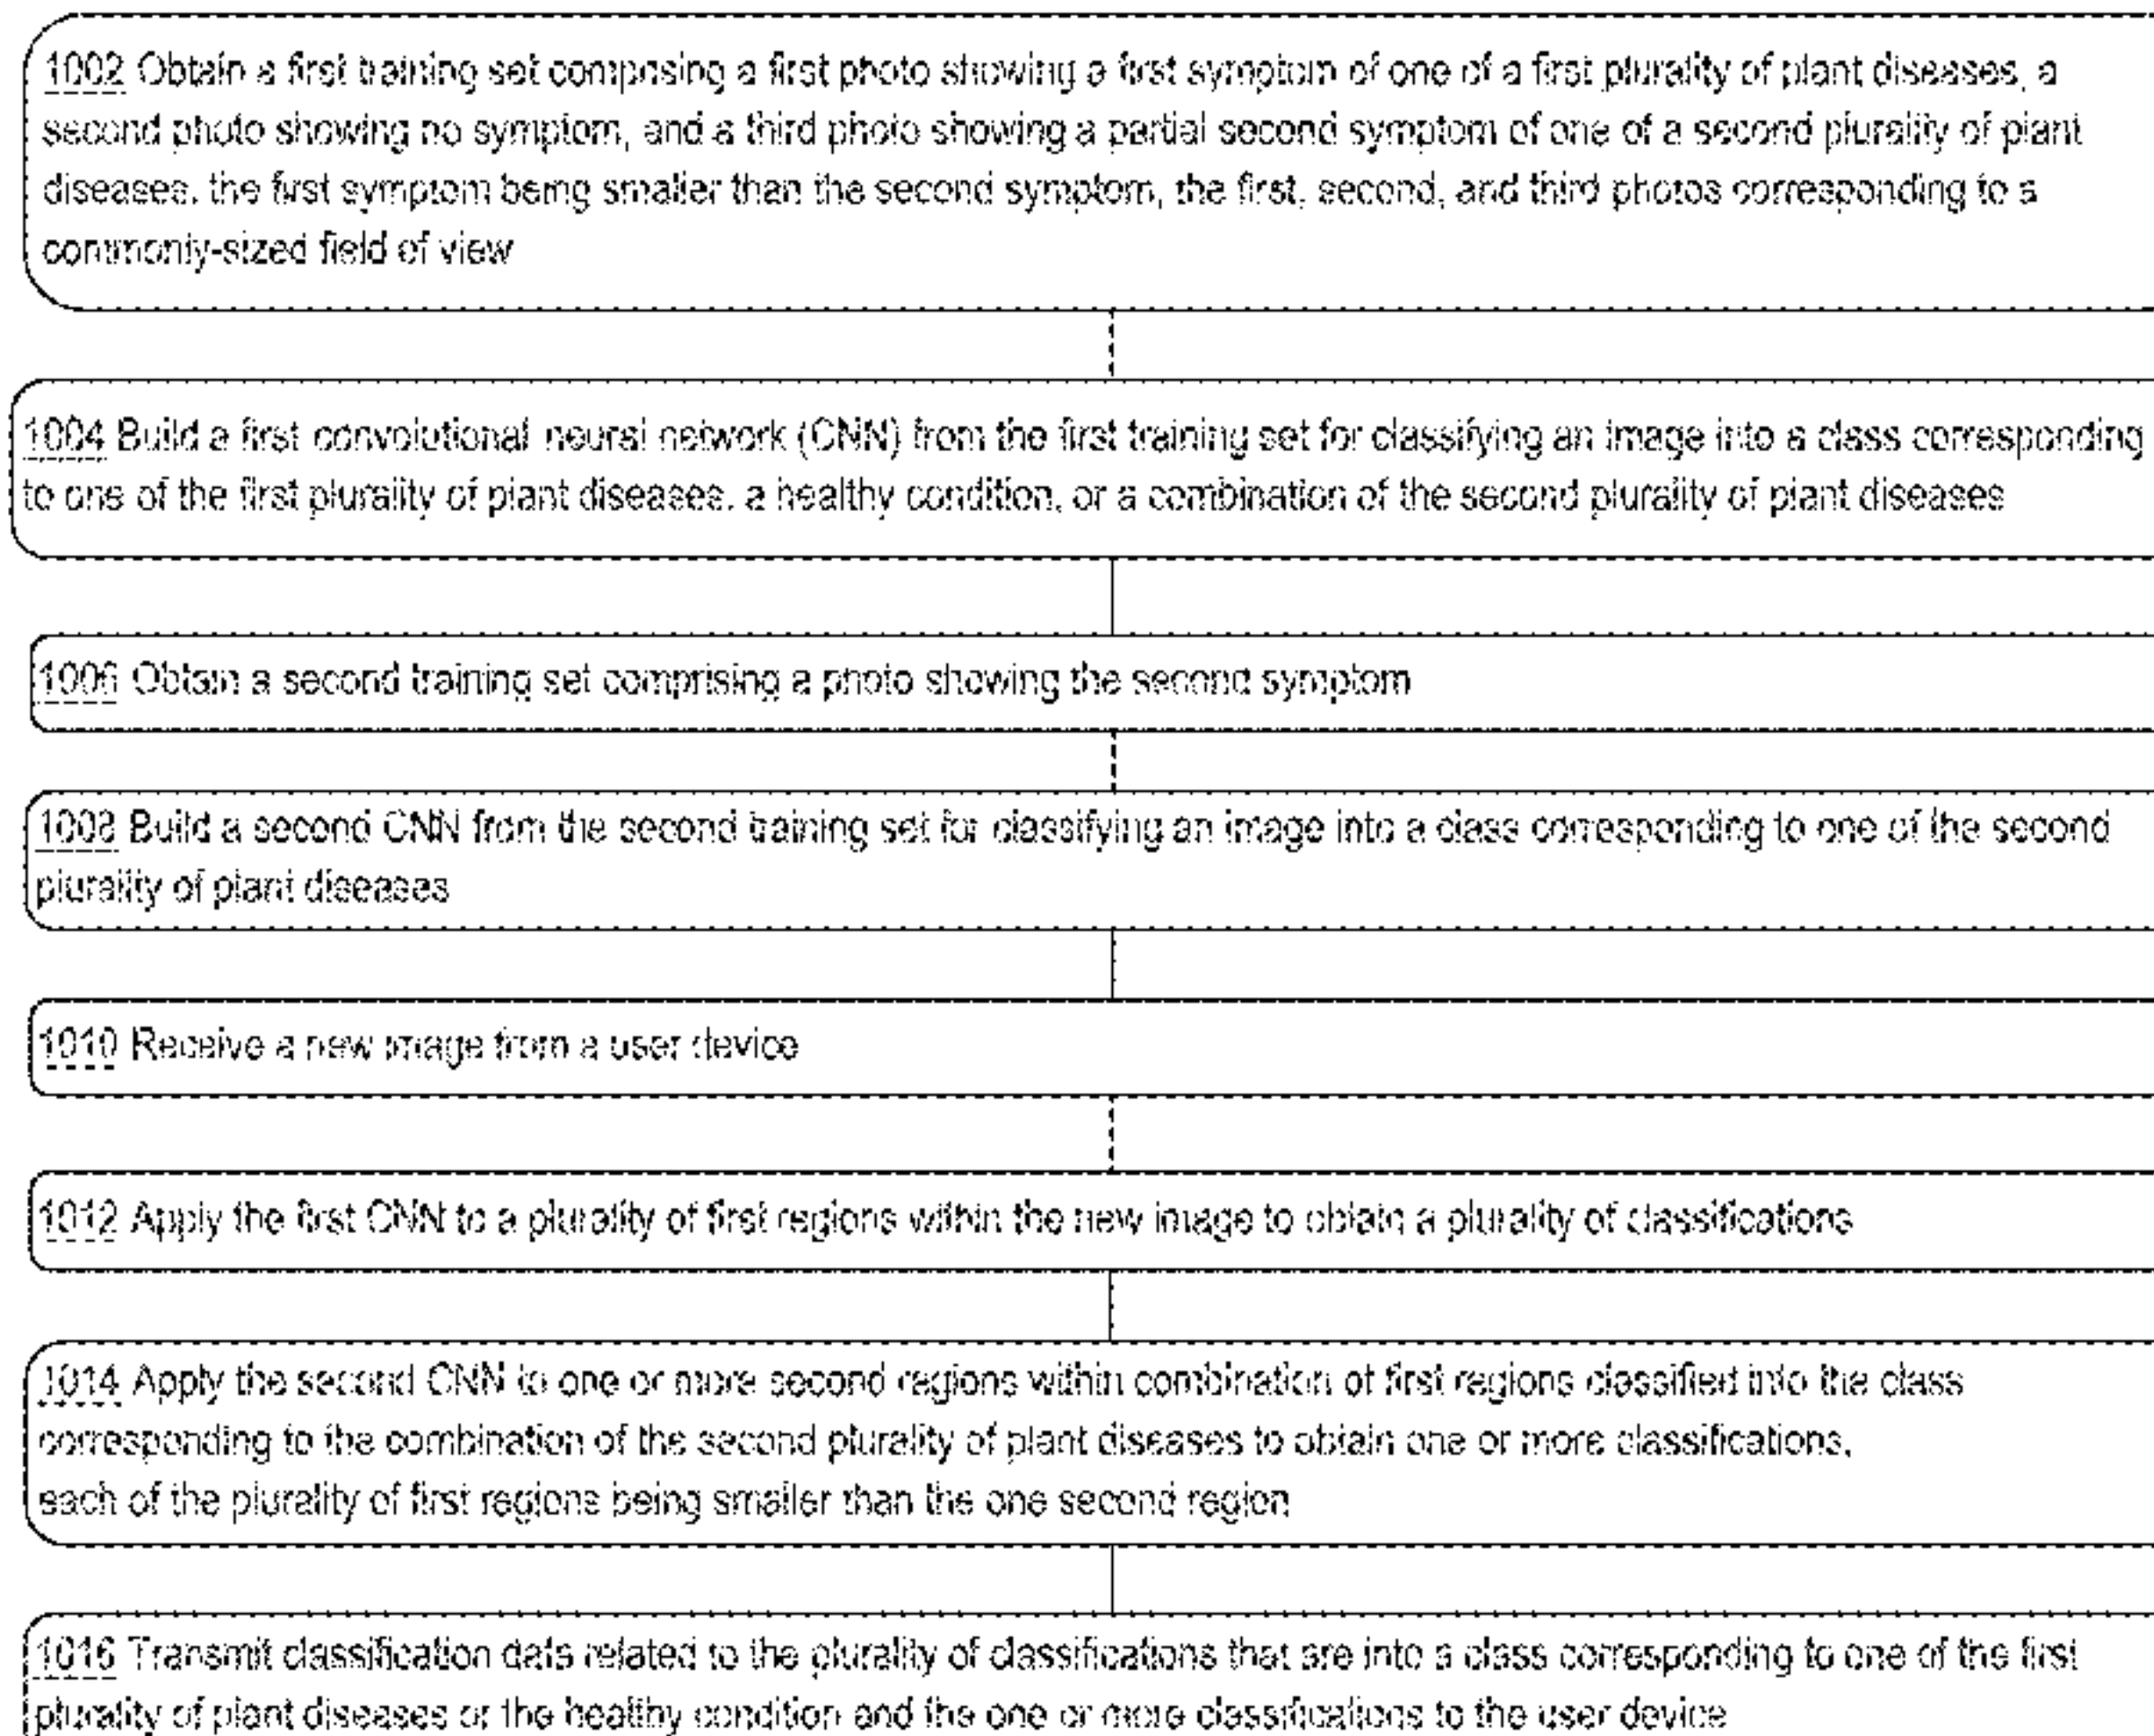 1002 Obtain a first training set comprising a first photo showing a first symptom of one of a first plurality of plant diseases, a
second photo showing no symptom, and a third photo showing a partial second symptom of one of a second plurality of plant
diseases, the first symptom being smaller than the second symptom, the first, second, and third photos corresponding to a
commonly-sized field of view
1004 Build a first convolutional neural network (CNN) from the first training set for classifying an image into a class corresponding
to one of the first plurality of plant diseases, a healthy condition, or a combination of the second plurality of plant diseases
1006 Obtain a second training set comprising a photo showing the second symptom
1008 Build a second CNN from the second training set for classifying an image into a class corresponding to one of the second
plurality of plant diseases
1010 Receive a new image from a user device
1012 Apply the first CNN to a plurality of first regions within the new image to obtain a plurality of classifications
1014 Apply the second CNN to one or more second regions within combination of first regions classified into the class
corresponding to the combination of the second plurality of plant diseases to obtain one or more classifications,
each of the plurality of first regions being smaller than the one second region
1016 Transmit classification data related to the plurality of classifications that are into a class corresponding to one of the first
plurality of plant diseases or the healthy condition and the one or more classifications to the user device